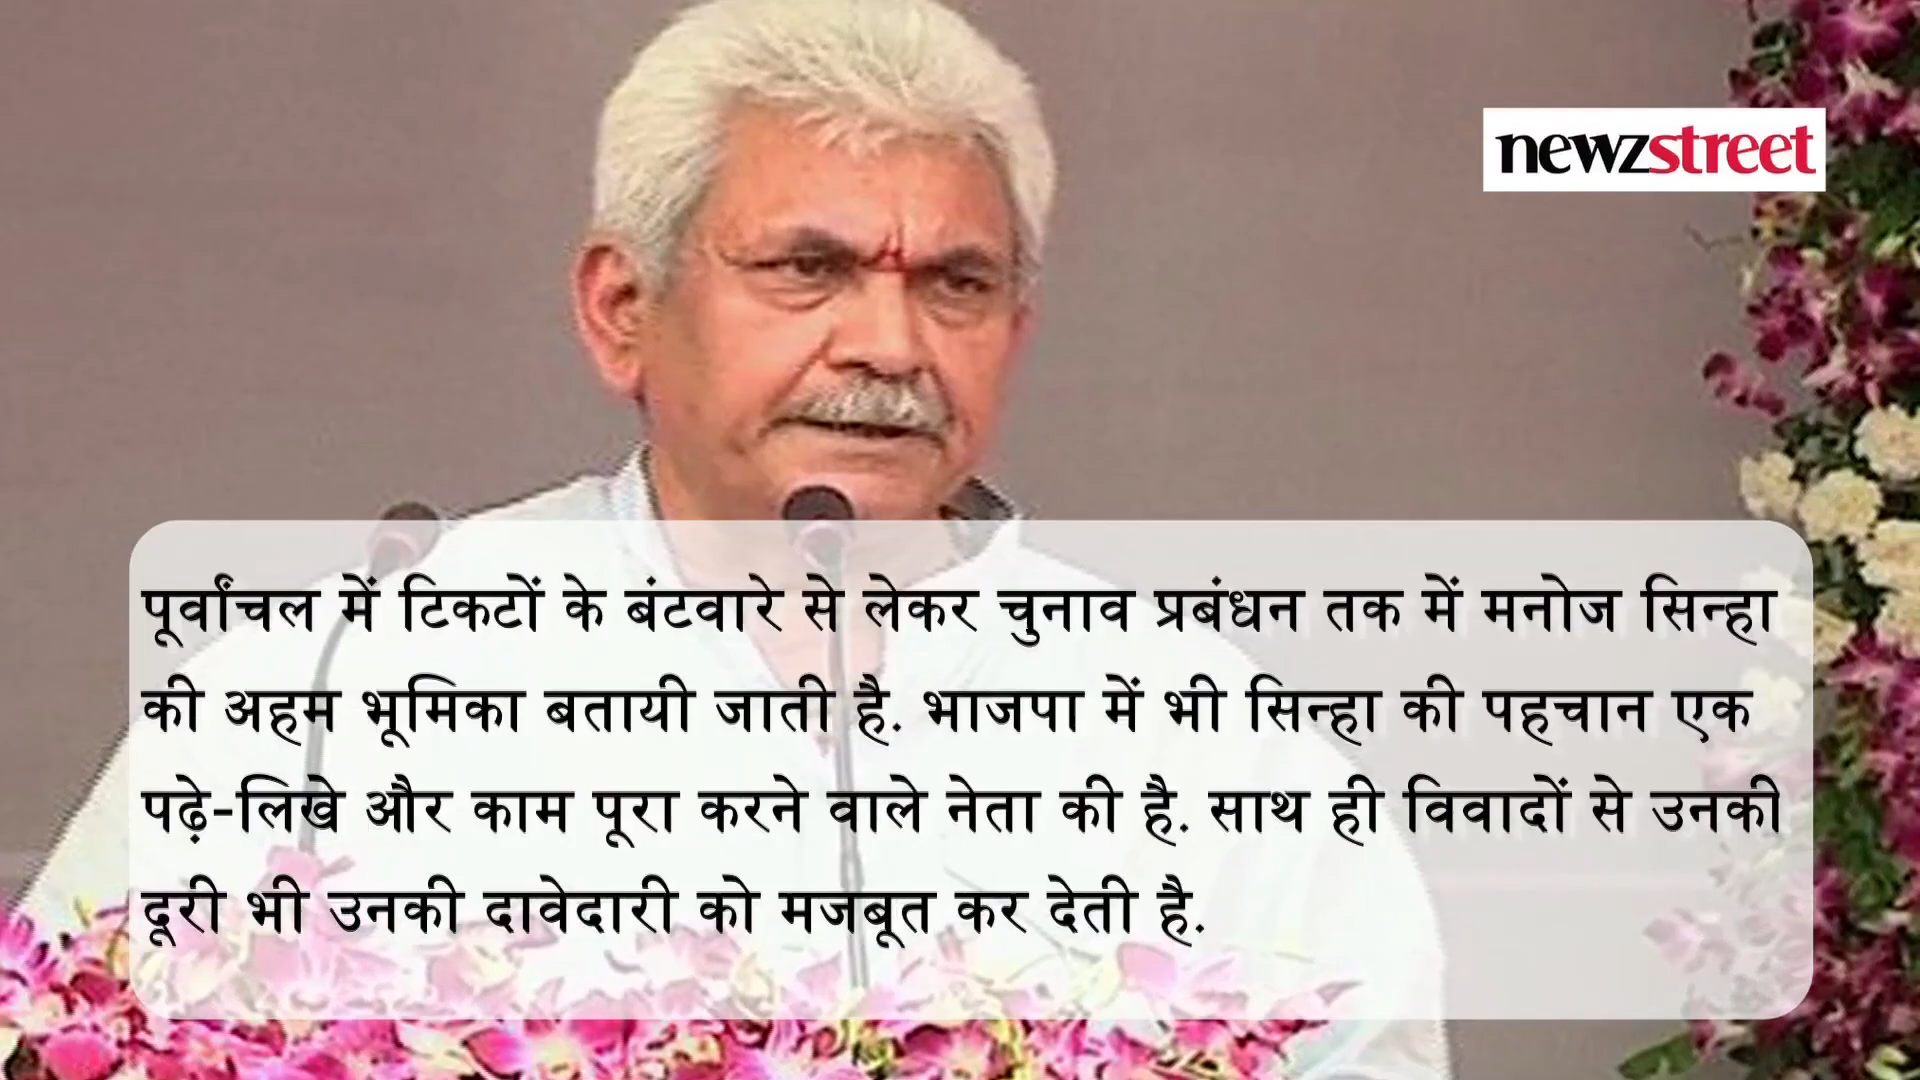 newzstreet
पूर्वांचल में टिकटों के बंटवारे से लेकर चुनाव प्रबंधन तक में मनोज सिन्हा
की अहम भूमिका बतायी जाती है. भाजपा में भी सिन्हा की पहचान एक
पढ़े-लिखे और काम पूरा करने वाले नेता की है. साथ ही विवादों से उनकी
दूरी भी उनकी दावेदारी को मजबूत कर देती है.